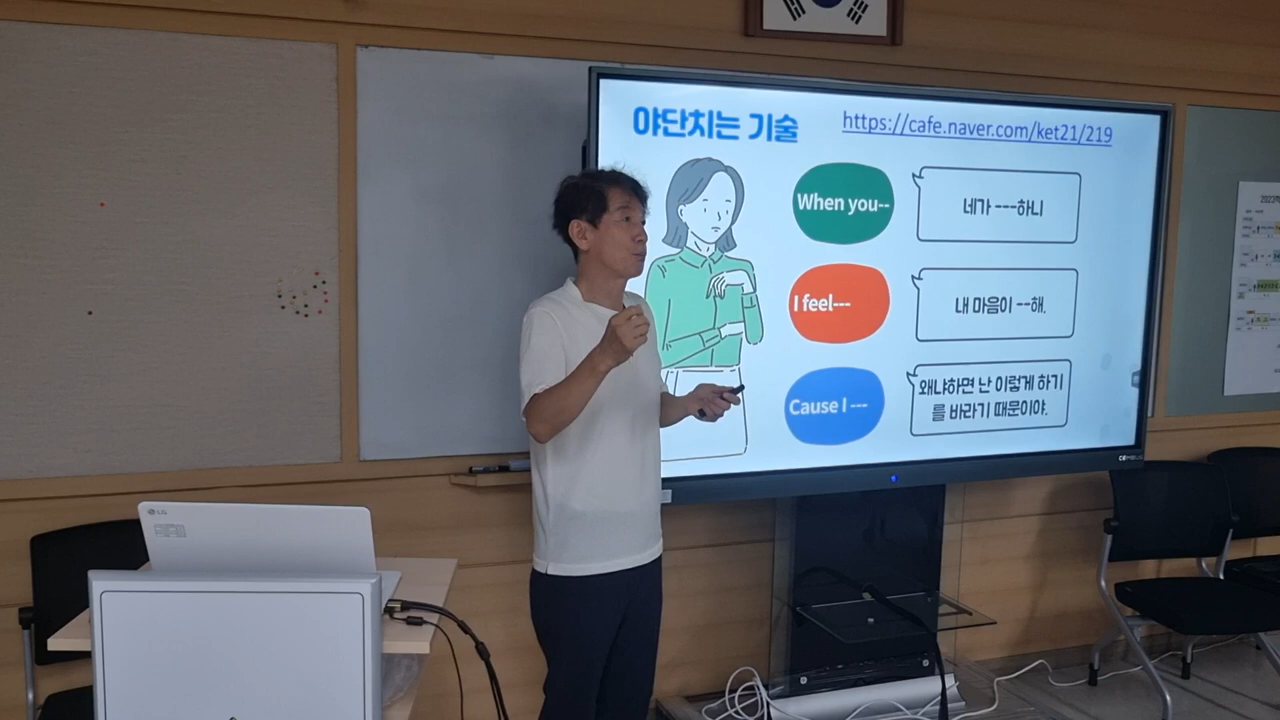 야단치는 기술
https://cafe.naver.com/ket21/219
When you--
네가 ---하니
I feel---
내 마음이 --해.
Cause I ---
왜냐하면 난 이렇게 하기
를 바라기 때문이야.
LG